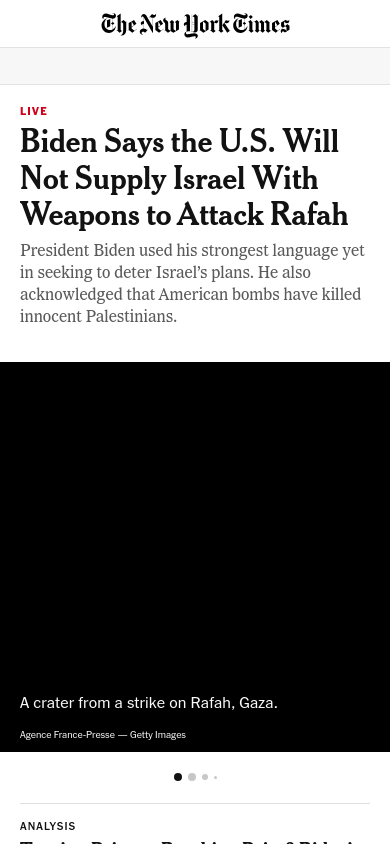 The New York Times
LIVE
Biden Says the U.S. Will
Not Supply Israel With
Weapons to Attack Rafah
President Biden used his strongest language yet
in seeking to deter Israel’s plans. He also
acknowledged that American bombs have killed
innocent Palestinians.
A crater from a strike on Rafah, Gaza.
Agence France-Presse — Getty Images
ANALYSIS